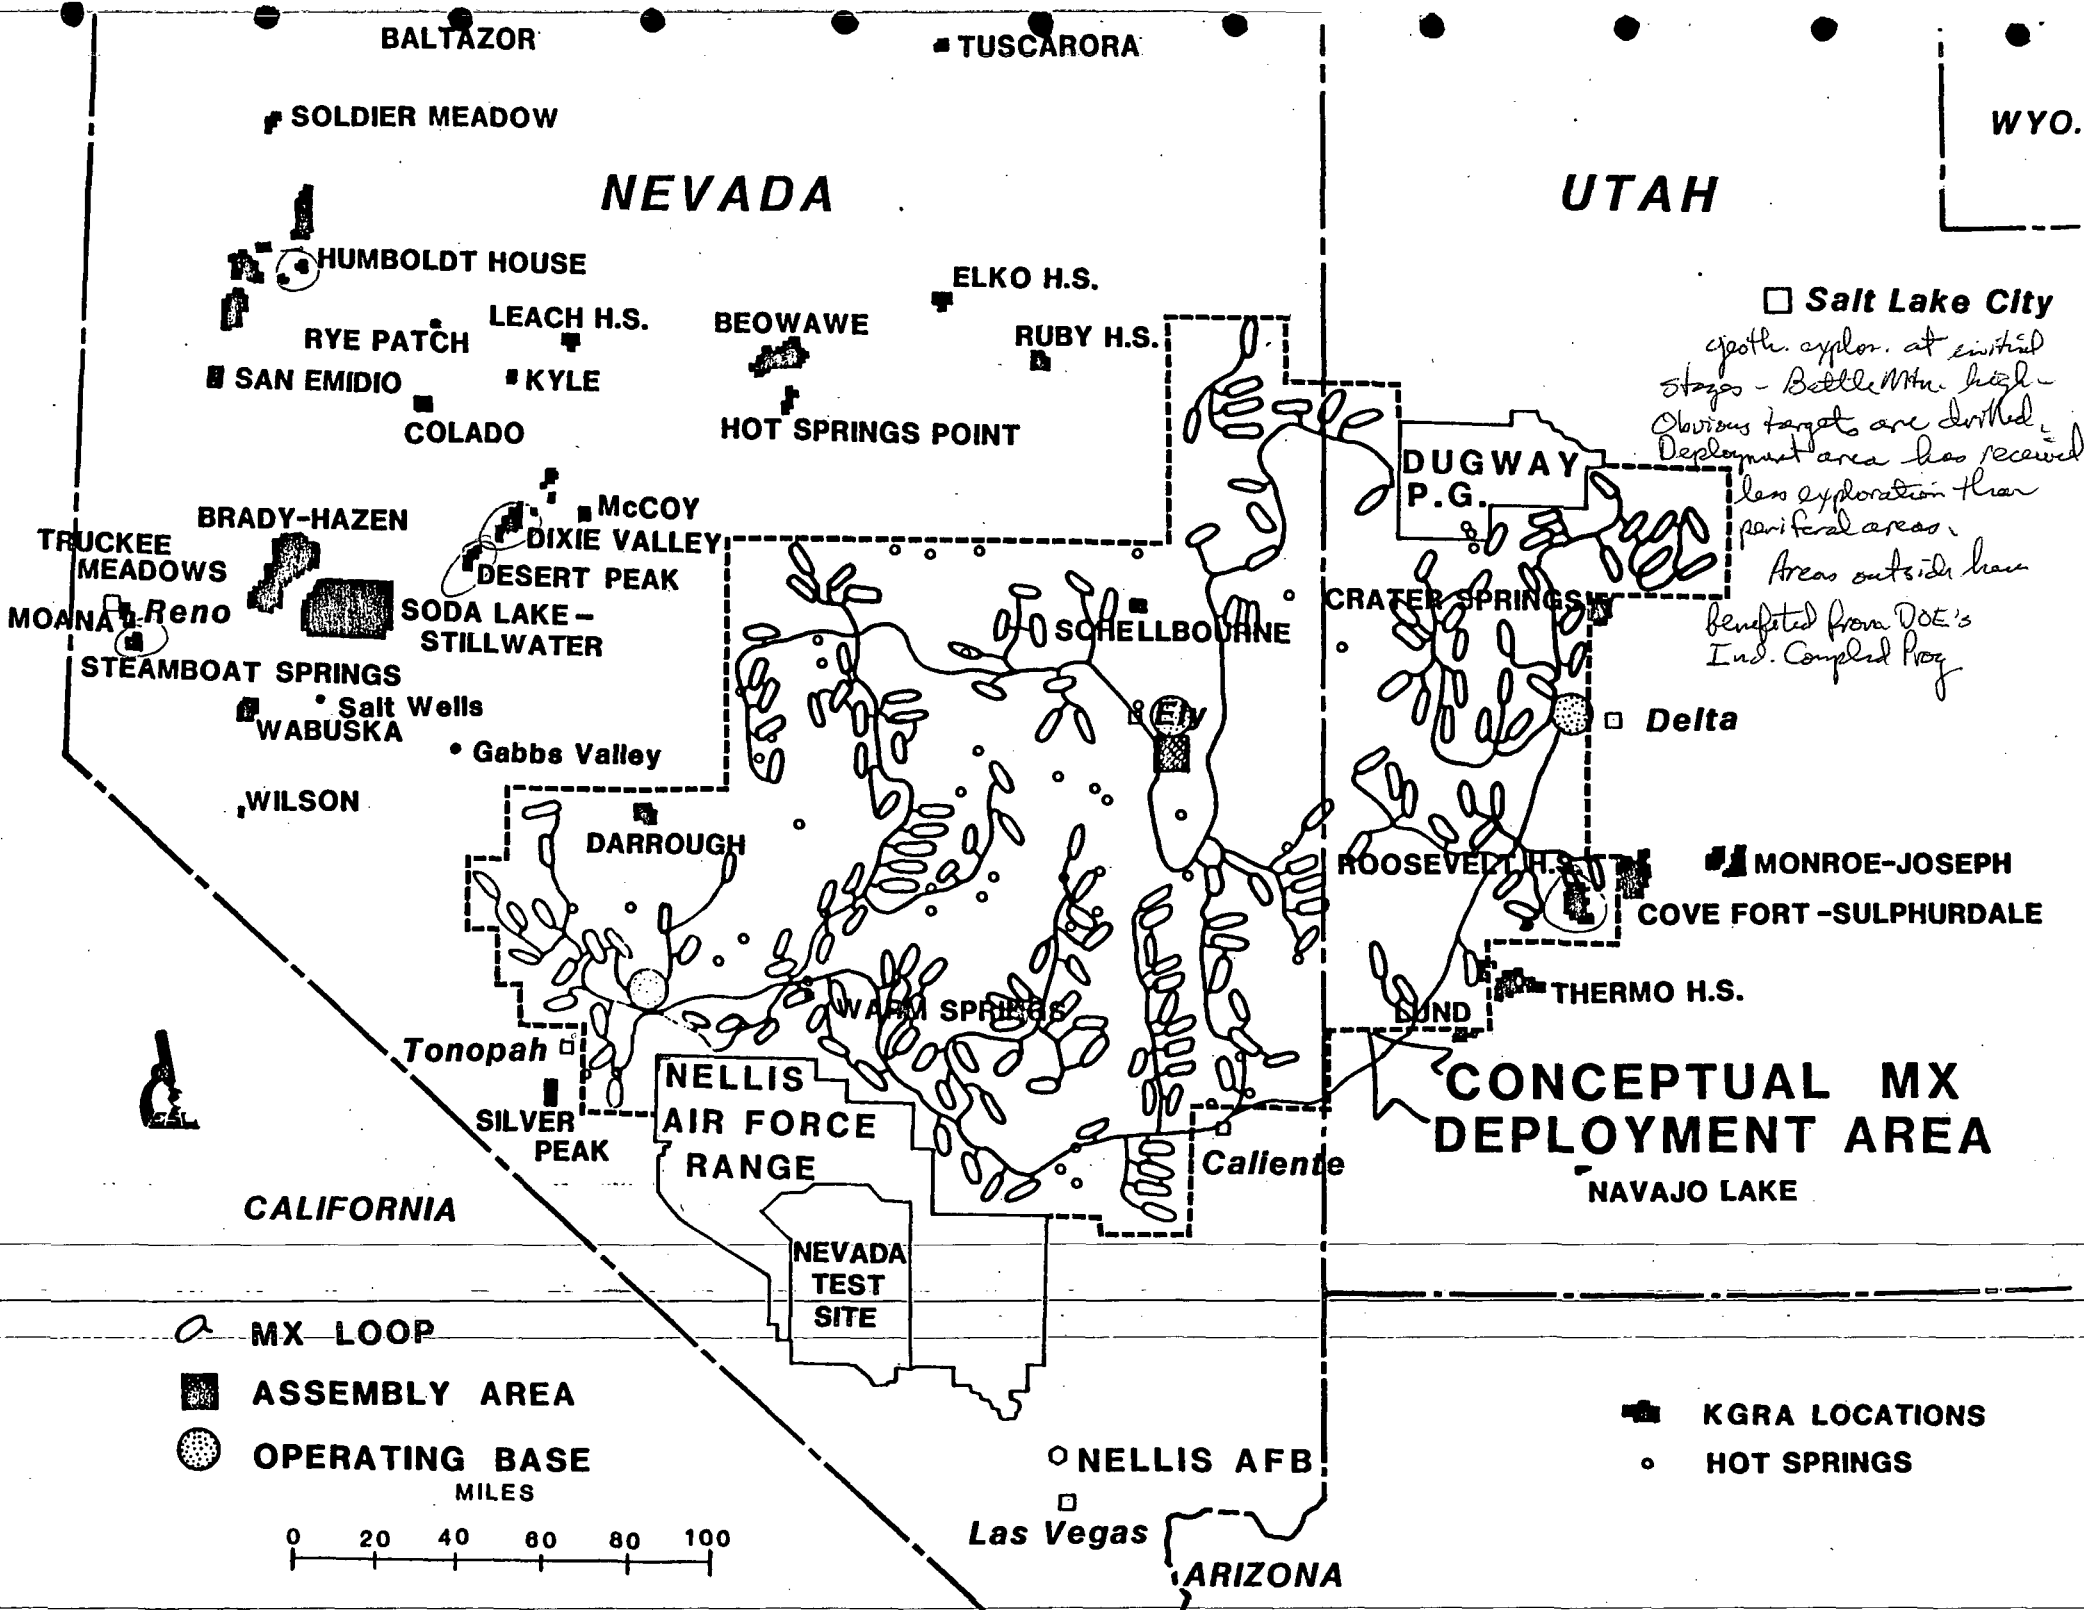 BALTAZOR
TUSCARORA
SOLDIER MEADOW
WYO.
NEVADA
UTAH
HUMBOLDT HOUSE
ELKO H.S.
Salt Lake City
LEACH H.S.
BEOWAWE
RYE PATCH
RUBY H.S.
geoth. explor. at initial
stages - Battle Mtn. high -
Obvious targets are drilled.
Deployment area has received
less exploration than
periferal areas.
Areas outside have
benefited from DOE's
Ind. Coupled Prog
SAN EMIDIO
KYLE
COLADO
HOT SPRINGS POINT
DUGWAY
P.G.
McCOY
BRADY-HAZEN
DIXIE VALLEY
TRUCKEE
MEADOWS
DESERT PEAK
MOANA
Reno
SODA LAKE-
STILLWATER
CRATER SPRINGS
SCHELLBOURNE
STEAMBOAT SPRINGS
Salt Wells
WABUSKA
Ely
Delta
Gabbs Valley
WILSON
DARROUGH
ROOSEVELT H.S.
MONROE-JOSEPH
COVE FORT-SULPHURDALE
WARM SPRINGS
THERMO H.S.
LUND
Tonopah
NELLIS
AIR FORCE
RANGE
CONCEPTUAL MX
DEPLOYMENT AREA
SILVER
PEAK
Caliente
NAVAJO LAKE
ESL
CALIFORNIA
NEVADA
TEST
SITE
MX LOOP
ASSEMBLY AREA
OPERATING BASE
MILES
0 20 40 60 80 100
KGRA LOCATIONS
HOT SPRINGS
NELLIS AFB
Las Vegas
ARIZONA